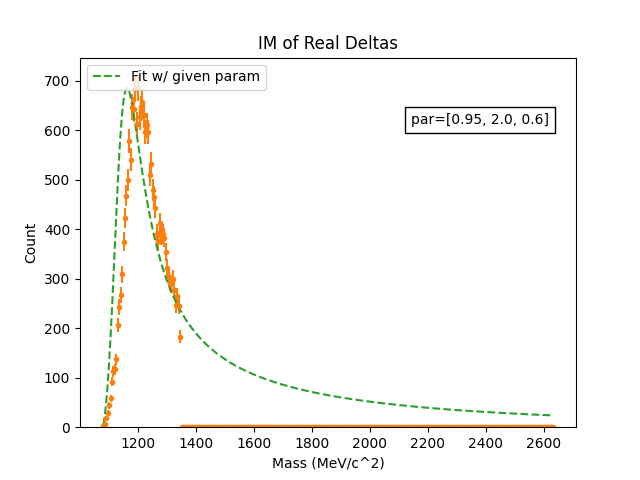 IM of Real Deltas
Fit w/ given param
par=[0.95, 2.0, 0.6]
Count
700
600
500
400
300
200
100
0
1200 1400 1600 1800 2000 2200 2400 2600
Mass (MeV/c^2)